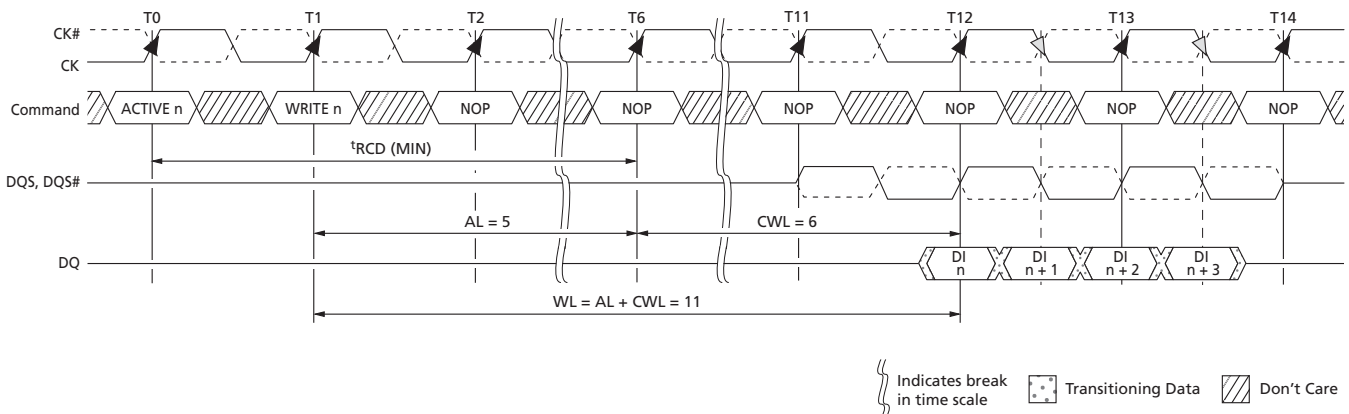 T0 T1 T2 T6 T11 T12 T13 T14
CK#
CK
Command ACTIVE n WRITE n NOP NOP NOP NOP NOP NOP
tRCD (MIN)
DQS, DQS#
AL = 5 CWL = 6
DQ DI n DI n + 1 DI n + 2 DI n + 3
WL = AL + CWL = 11
Indicates break in time scale
Transitioning Data
Don't Care